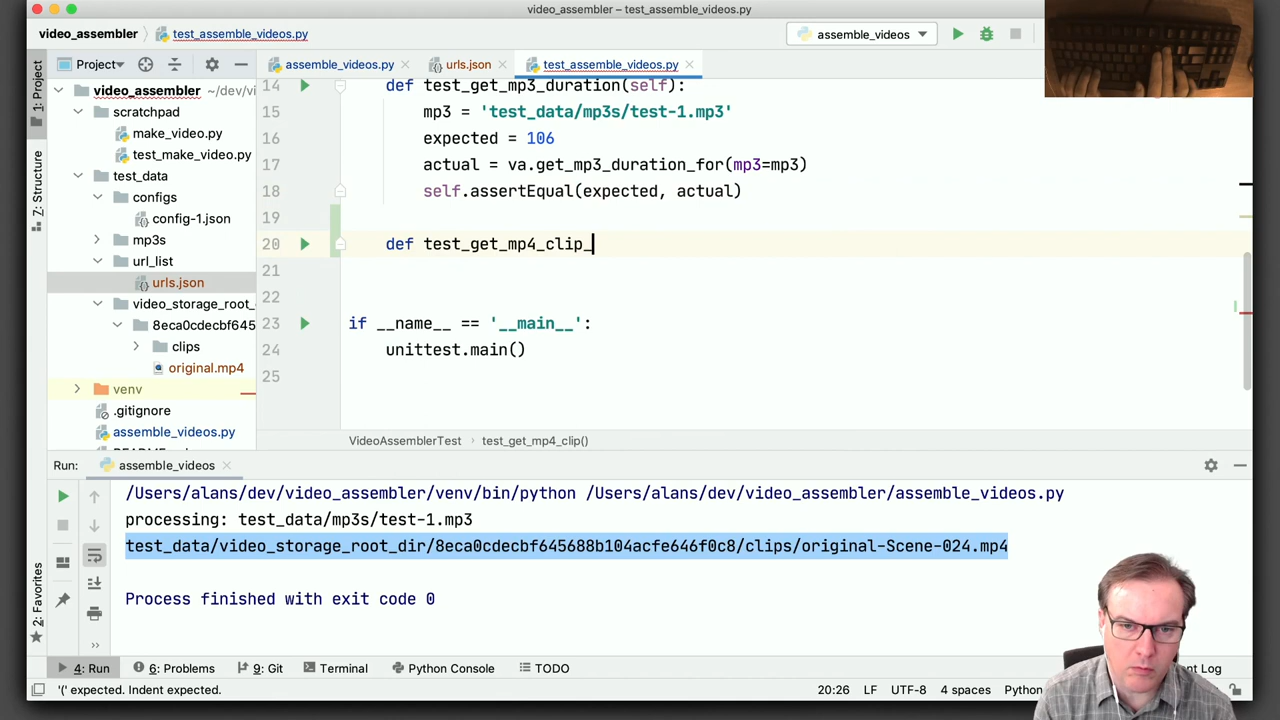 video_assembler – test_assemble_videos.py
video_assembler
test_assemble_videos.py
assemble_videos
1: Project
Project
assemble_videos.py
urls.json
test_assemble_videos.py
video_assembler ~/dev/vi
scratchpad
make_video.py
test_make_video.py
test_data
configs
config-1.json
mp3s
url_list
urls.json
video_storage_root_
8eca0cdecbf645
clips
original.mp4
venv
.gitignore
assemble_videos.py
14 def test_get_mp3_duration(self):
15 mp3 = 'test_data/mp3s/test-1.mp3'
16 expected = 106
17 actual = va.get_mp3_duration_for(mp3=mp3)
18 self.assertEqual(expected, actual)
19
20 def test_get_mp4_clip_
21
22
23 if __name__ == '__main__':
24 unittest.main()
25
VideoAssemblerTest
test_get_mp4_clip()
Z: Structure
2: Favorites
Run:
assemble_videos
/Users/alans/dev/video_assembler/venv/bin/python /Users/alans/dev/video_assembler/assemble_videos.py
processing: test_data/mp3s/test-1.mp3
test_data/video_storage_root_dir/8eca0cdecbf645688b104acfe646f0c8/clips/original-Scene-024.mp4
Process finished with exit code 0
4: Run
6: Problems
9: Git
Terminal
Python Console
TODO
nt Log
'(' expected. Indent expected.
20:26
LF
UTF-8
4 spaces
Python